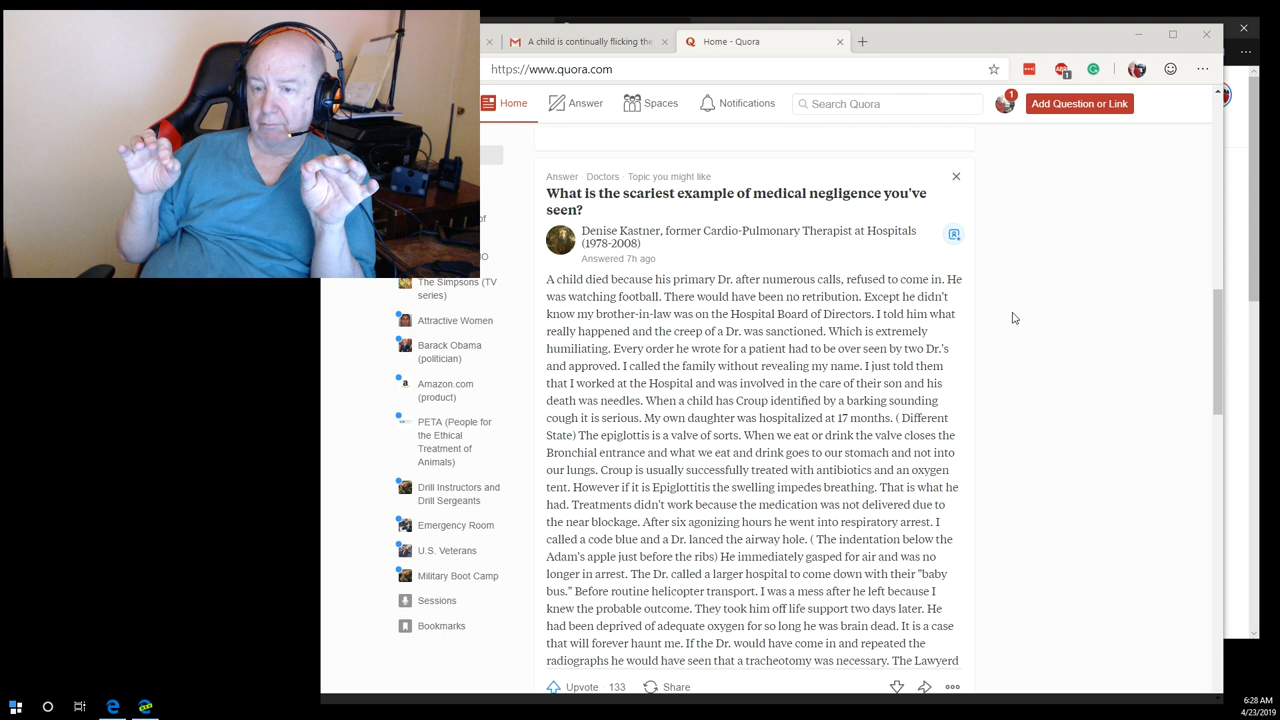 A child is continually flicking the
Home - Quora
https://www.quora.com
1
Home
Answer
Spaces
Notifications
Search Quora
1
Add Question or Link
Answer · Doctors · Topic you might like
What is the scariest example of medical negligence you've
seen?
Denise Kastner, former Cardio-Pulmonary Therapist at Hospitals
(1978-2008)
Answered 7h ago
A child died because his primary Dr. after numerous calls, refused to come in. He
was watching football. There would have been no retribution. Except he didn't
know my brother-in-law was on the Hospital Board of Directors. I told him what
really happened and the creep of a Dr. was sanctioned. Which is extremely
humiliating. Every order he wrote for a patient had to be over seen by two Dr.'s
and approved. I called the family without revealing my name. I just told them
that I worked at the Hospital and was involved in the care of their son and his
death was needles. When a child has Croup identified by a barking sounding
cough it is serious. My own daughter was hospitalized at 17 months. ( Different
State) The epiglottis is a valve of sorts. When we eat or drink the valve closes the
Bronchial entrance and what we eat and drink goes to our stomach and not into
our lungs. Croup is usually successfully treated with antibiotics and an oxygen
tent. However if it is Epiglottitis the swelling impedes breathing. That is what he
had. Treatments didn't work because the medication was not delivered due to
the near blockage. After six agonizing hours he went into respiratory arrest. I
called a code blue and a Dr. lanced the airway hole. ( The indentation below the
Adam's apple just before the ribs) He immediately gasped for air and was no
longer in arrest. The Dr. called a larger hospital to come down with their "baby
bus." Before routine helicopter transport. I was a mess after he left because I
knew the probable outcome. They took him off life support two days later. He
had been deprived of adequate oxygen for so long he was brain dead. It is a case
that will forever haunt me. If the Dr. would have come in and repeated the
radiographs he would have seen that a tracheotomy was necessary. The Lawyerd
Upvote 133
Share
of
The Simpsons (TV
series)
Attractive Women
Barack Obama
(politician)
Amazon.com
(product)
PETA (People for
the Ethical
Treatment of
Animals)
Drill Instructors and
Drill Sergeants
Emergency Room
U.S. Veterans
Military Boot Camp
Sessions
Bookmarks
6:28 AM
4/23/2019